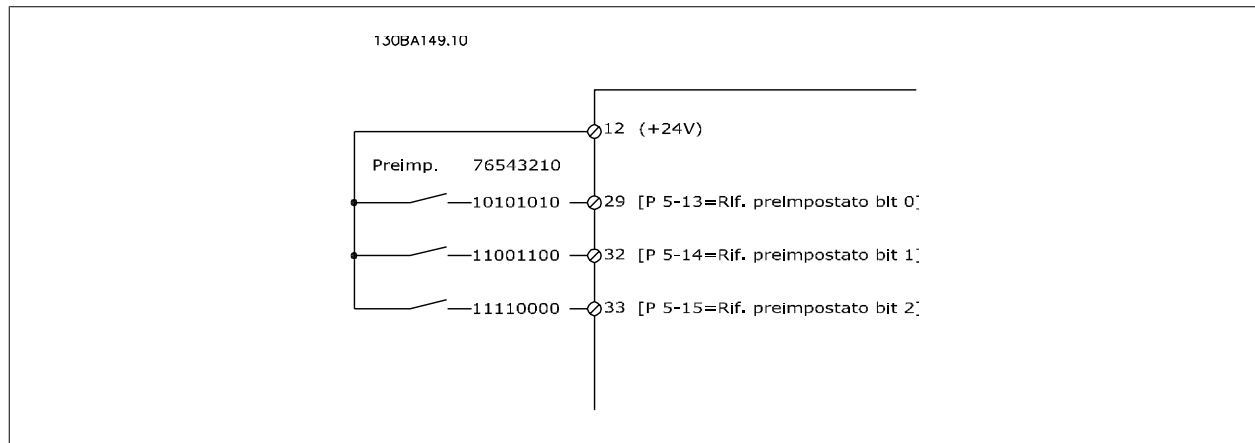 130BA149.10
12 (+24V)
Preimp. 76543210
10101010 29 [P 5-13=Rif. preimpostato bit 0]
11001100 32 [P 5-14=Rif. preimpostato bit 1]
11110000 33 [P 5-15=Rif. preimpostato bit 2]